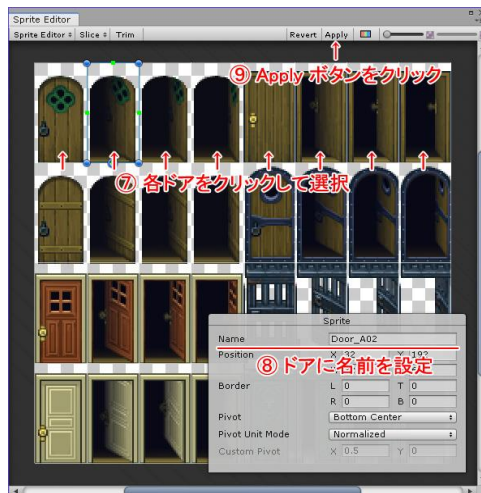 Sprite Editor
Sprite Editor Slice Trim Revert Apply
⑨ Apply ボタンをクリック
⑦ 各ドアをクリックして選択
Sprite
Name Door_A02
Position X 32 Y 192
⑧ ドアに名前を設定
Border L 0 T 0
R 0 B 0
Pivot Bottom Center
Pivot Unit Mode Normalized
Custom Pivot X 0.5 Y 0